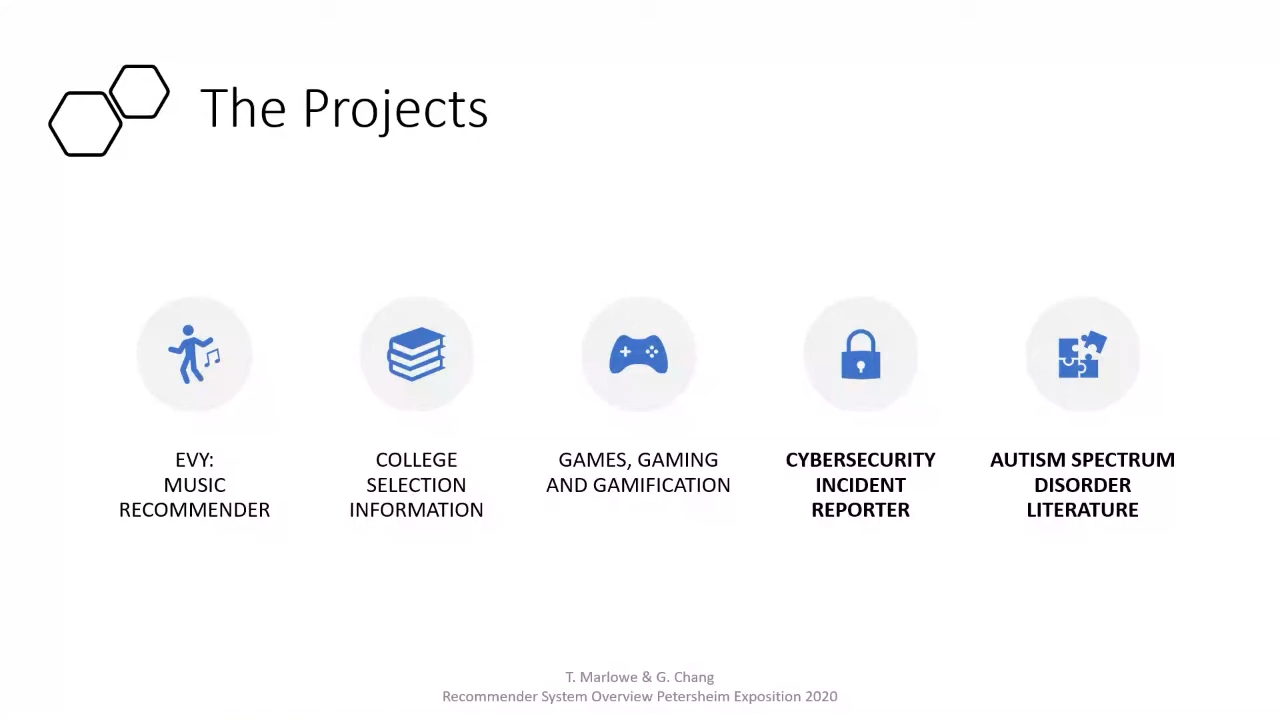 The Projects
EVY:
MUSIC
RECOMMENDER
COLLEGE
SELECTION
INFORMATION
GAMES, GAMING
AND GAMIFICATION
CYBERSECURITY
INCIDENT
REPORTER
AUTISM SPECTRUM
DISORDER
LITERATURE
T. Marlowe & G. Chang
Recommender System Overview Petersheim Exposition 2020